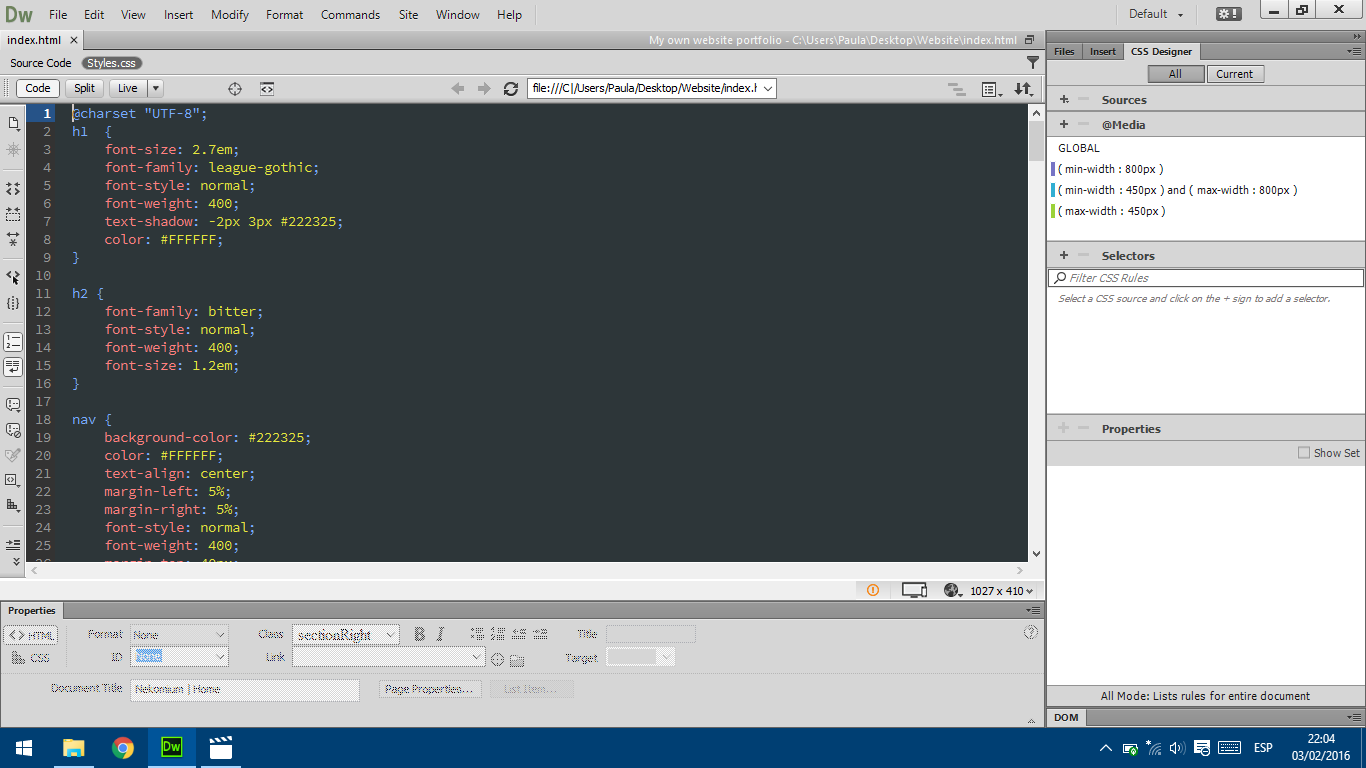 Dw File Edit View Insert Modify Format Commands Site Window Help Default
index.html × My own website portfolio - C:\Users\Paula\Desktop\Website\index.html
Source Code Styles.css
Code Split Live file:///C|/Users/Paula/Desktop/Website/index.h
1 @charset "UTF-8";
2 h1 {
3 font-size: 2.7em;
4 font-family: league-gothic;
5 font-style: normal;
6 font-weight: 400;
7 text-shadow: -2px 3px #222325;
8 color: #FFFFFF;
9 }
10
11 h2 {
12 font-family: bitter;
13 font-style: normal;
14 font-weight: 400;
15 font-size: 1.2em;
16 }
17
18 nav {
19 background-color: #222325;
20 color: #FFFFFF;
21 text-align: center;
22 margin-left: 5%;
23 margin-right: 5%;
24 font-style: normal;
25 font-weight: 400;
1027 x 410
Files Insert CSS Designer
All Current
+ Sources
+ @Media
GLOBAL
( min-width : 800px )
( min-width : 450px ) and ( max-width : 800px )
( max-width : 450px )
+ Selectors
Filter CSS Rules
Select a CSS source and click on the + sign to add a selector.
+ Properties
Show Set
All Mode: Lists rules for entire document
DOM
Properties
<> HTML Format None Class sectionRight B I Title
CSS ID None Link Target
Document Title Nekomum | Home Page Properties... List Item...
Dw ESP 22:04
03/02/2016